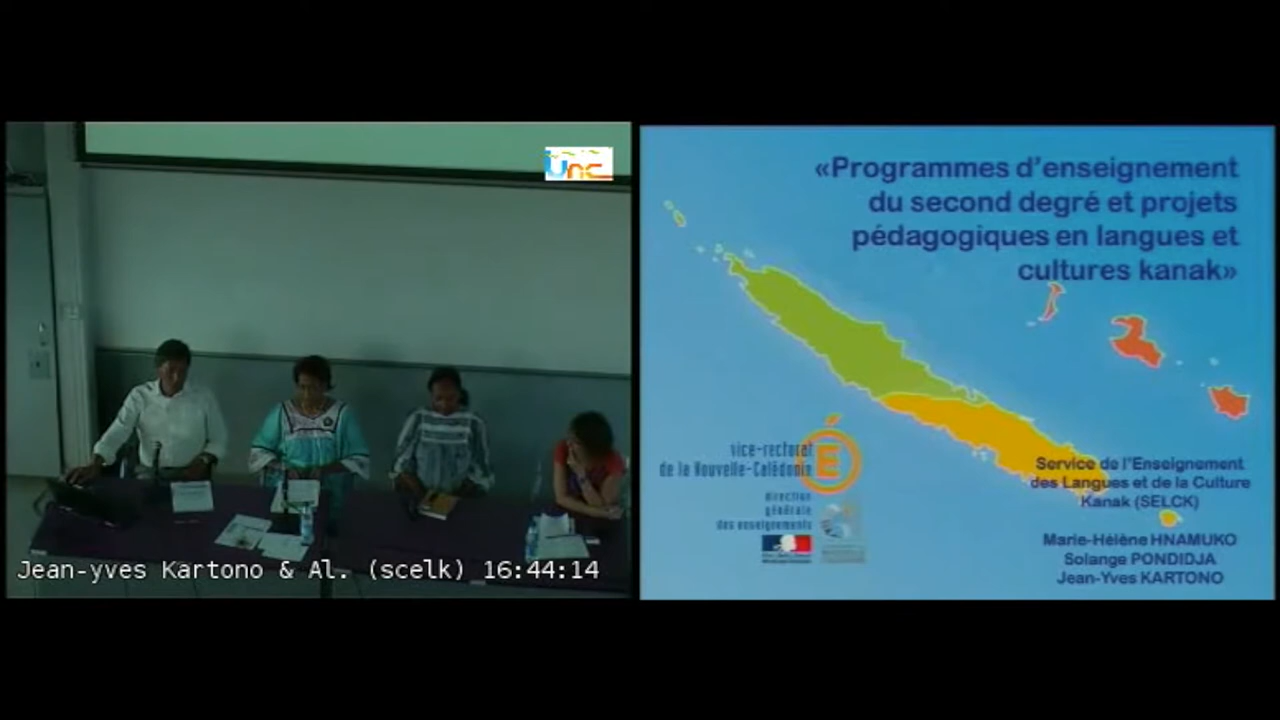 Unc
Jean-yves Kartono & Al. (scelk) 16:44:14
«Programmes d'enseignement
du second degré et projets
pédagogiques en langues et
cultures kanak»
vice-rectorat
de la Nouvelle-Calédonie
É
direction
générale
des enseignements
Service de l'Enseignement
des Langues et de la Culture
Kanak (SELCK)
Marie-Hélène HNAMUKO
Solange PONDIDJA
Jean-Yves KARTONO